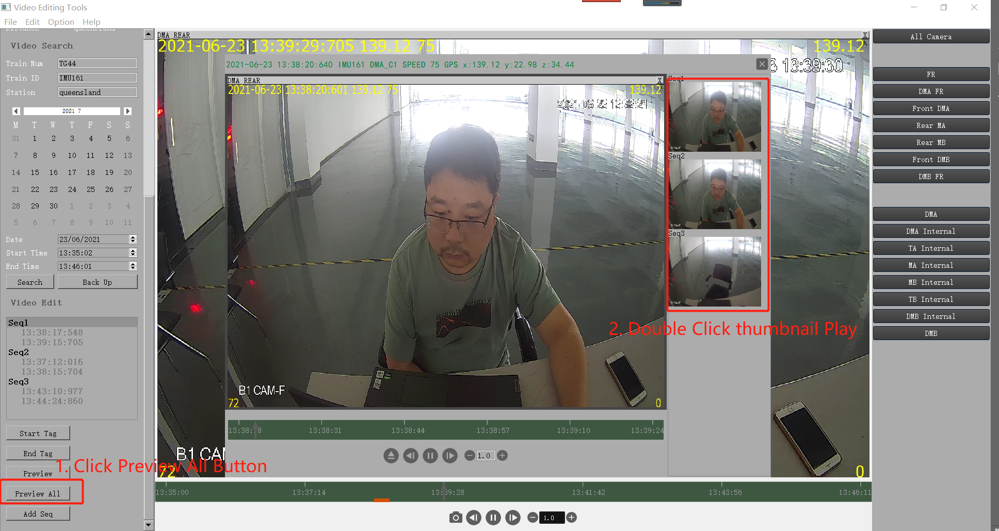 Video Editing Tools
File Edit Option Help
Distance queensland
Video Search
Train Num TG44
Train ID IMU161
Station queensland
2021 7
M T W T F S S
31 1 2 3 4 5 6
7 8 9 10 11 12 13
14 15 16 17 18 19 20
21 22 23 24 25 26 27
28 29 30 1 2 3 4
5 6 7 8 9 10 11
Date 23/06/2021
Start Time 13:35:02
End Time 13:46:01
Search Back Up
Video Edit
Seq1
13:38:17:548
13:39:15:705
Seq2
13:37:12:016
13:38:15:704
Seq3
13:43:10:977
13:44:24:860
Start Tag
End Tag
1. Click Preview All Button
Preview
Preview All
Add Seq
DMA REAR X
2021-06-23 13:39:29:705 139.12 75 139.12
13:39:30
2021-06-23 13:38:20:640 IMU161 DMA_C1 SPEED 75 GPS x:139.12 y:22.98 z:34.44
DMA REAR X
2021-06-23 13:38:20:601 139.12 75 139.12
2021-06-23 13:38:21
B1 CAM-F
72 0
Seq1
Seq2
Seq3
2. Double Click thumbnail Play
13:38:18 13:38:31 13:38:44 13:38:57 13:39:10 13:39:24
1.0
B1 CAM
72 0
13:35:00 13:37:14 13:39:28 13:41:42 13:43:56 13:46:11
1.0
All Camera
FR
DMA FR
Front DMA
Rear MA
Rear MB
Front DMB
DMB FR
DMA
DMA Internal
TA Internal
MA Internal
MB Internal
TB Internal
DMB Internal
DMB